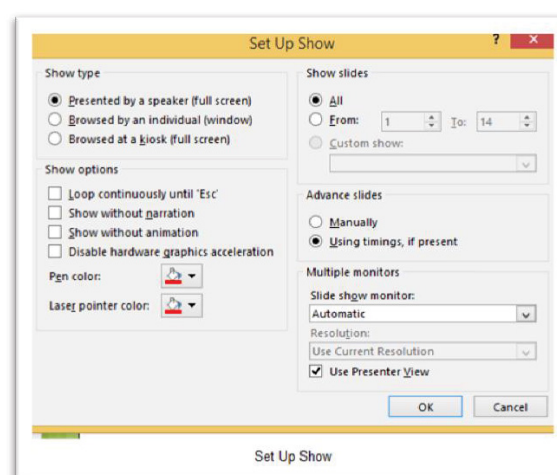 Set Up Show
?
Show type
Presented by a speaker (full screen)
Browsed by an individual (window)
Browsed at a kiosk (full screen)
Show options
Loop continuously until 'Esc'
Show without narration
Show without animation
Disable hardware graphics acceleration
Pen color:
Laser pointer color:
Show slides
All
From: 1 To: 14
Custom show:
Advance slides
Manually
Using timings, if present
Multiple monitors
Slide show monitor:
Automatic
Resolution:
Use Current Resolution
Use Presenter View
OK Cancel
Set Up Show